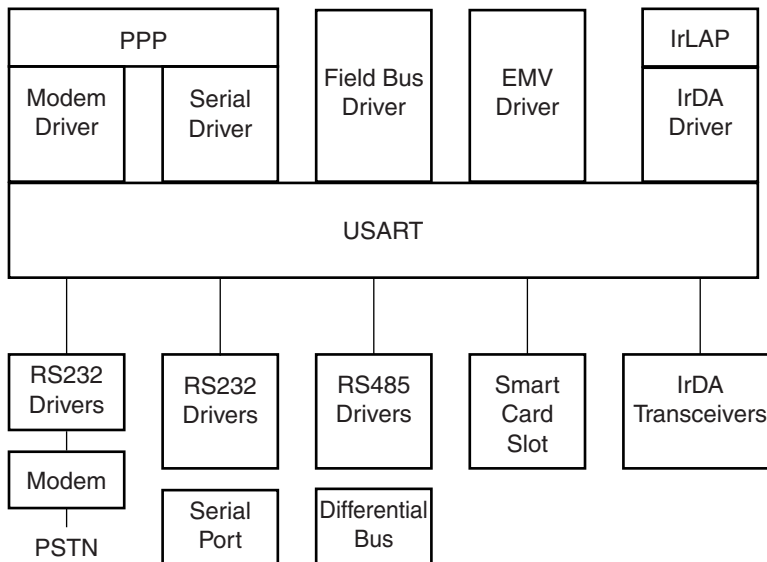 PPP
IrLAP
Modem
Driver
Serial
Driver
Field Bus
Driver
EMV
Driver
IrDA
Driver
USART
RS232
Drivers
RS232
Drivers
RS485
Drivers
Smart
Card
Slot
IrDA
Transceivers
Modem
Serial
Port
Differential
Bus
PSTN